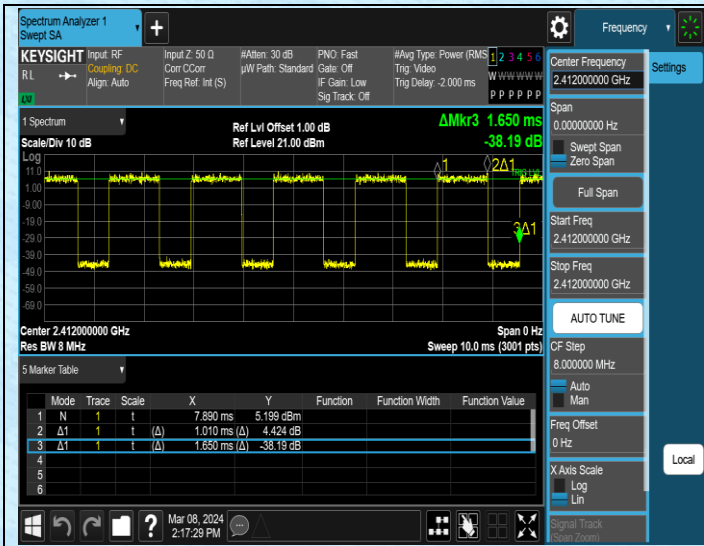 Spectrum Analyzer 1
Swept SA
Frequency
KEYSIGHT
RL
LXI
Input: RF
Coupling: DC
Align: Auto
Input Z: 50 Ω
Corr CCorr
Freq Ref: Int (S)
#Atten: 30 dB
µW Path: Standard
PNO: Fast
Gate: Off
IF Gain: Low
Sig Track: Off
#Avg Type: Power (RMS
Trig: Video
Trig Delay: -2.000 ms
1 2 3 4 5 6
W W W W W W
P P P P P P
Center Frequency
2.412000000 GHz
Settings
Span
0.00000000 Hz
Swept Span
Zero Span
Full Span
Start Freq
2.412000000 GHz
Stop Freq
2.412000000 GHz
AUTO TUNE
CF Step
8.000000 MHz
Auto
Man
Freq Offset
0 Hz
X Axis Scale
Log
Lin
Signal Track
(Span Zoom)
Local
1 Spectrum
Scale/Div 10 dB
Ref Lvl Offset 1.00 dB
Ref Level 21.00 dBm
ΔMkr3 1.650 ms
-38.19 dB
Log
11.0
1.00
-9.00
-19.0
-29.0
-39.0
-49.0
-59.0
-69.0
1
2Δ1
3Δ1
Center 2.412000000 GHz
Res BW 8 MHz
Span 0 Hz
Sweep 10.0 ms (3001 pts)
5 Marker Table
Mode Trace Scale X Y Function Function Width Function Value
1 N 1 t 7.890 ms 5.199 dBm
2 Δ1 1 t (Δ) 1.010 ms (Δ) 4.424 dB
3 Δ1 1 t (Δ) 1.650 ms (Δ) -38.19 dB
4
5
6
?
Mar 08, 2024
2:17:29 PM